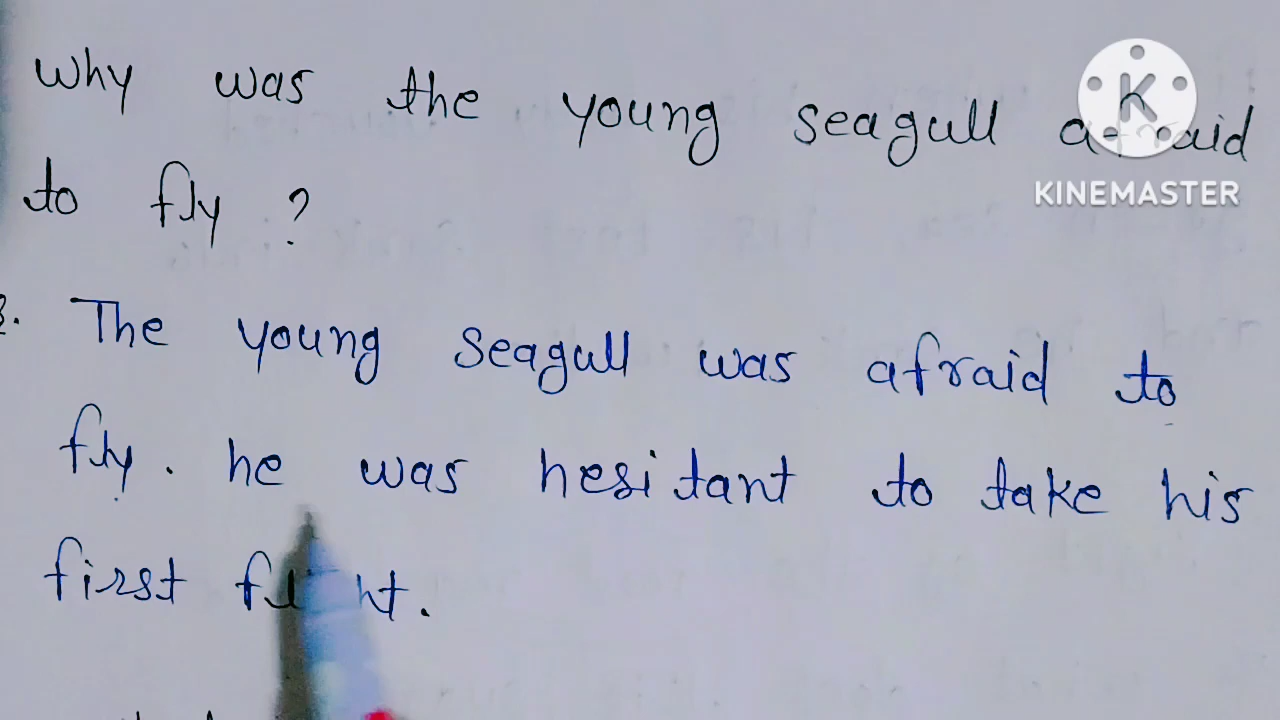 Why was the young seagull afraid
to fly ?
K
KINEMASTER
The young seagull was afraid to
fly. he was hesitant to take his
first